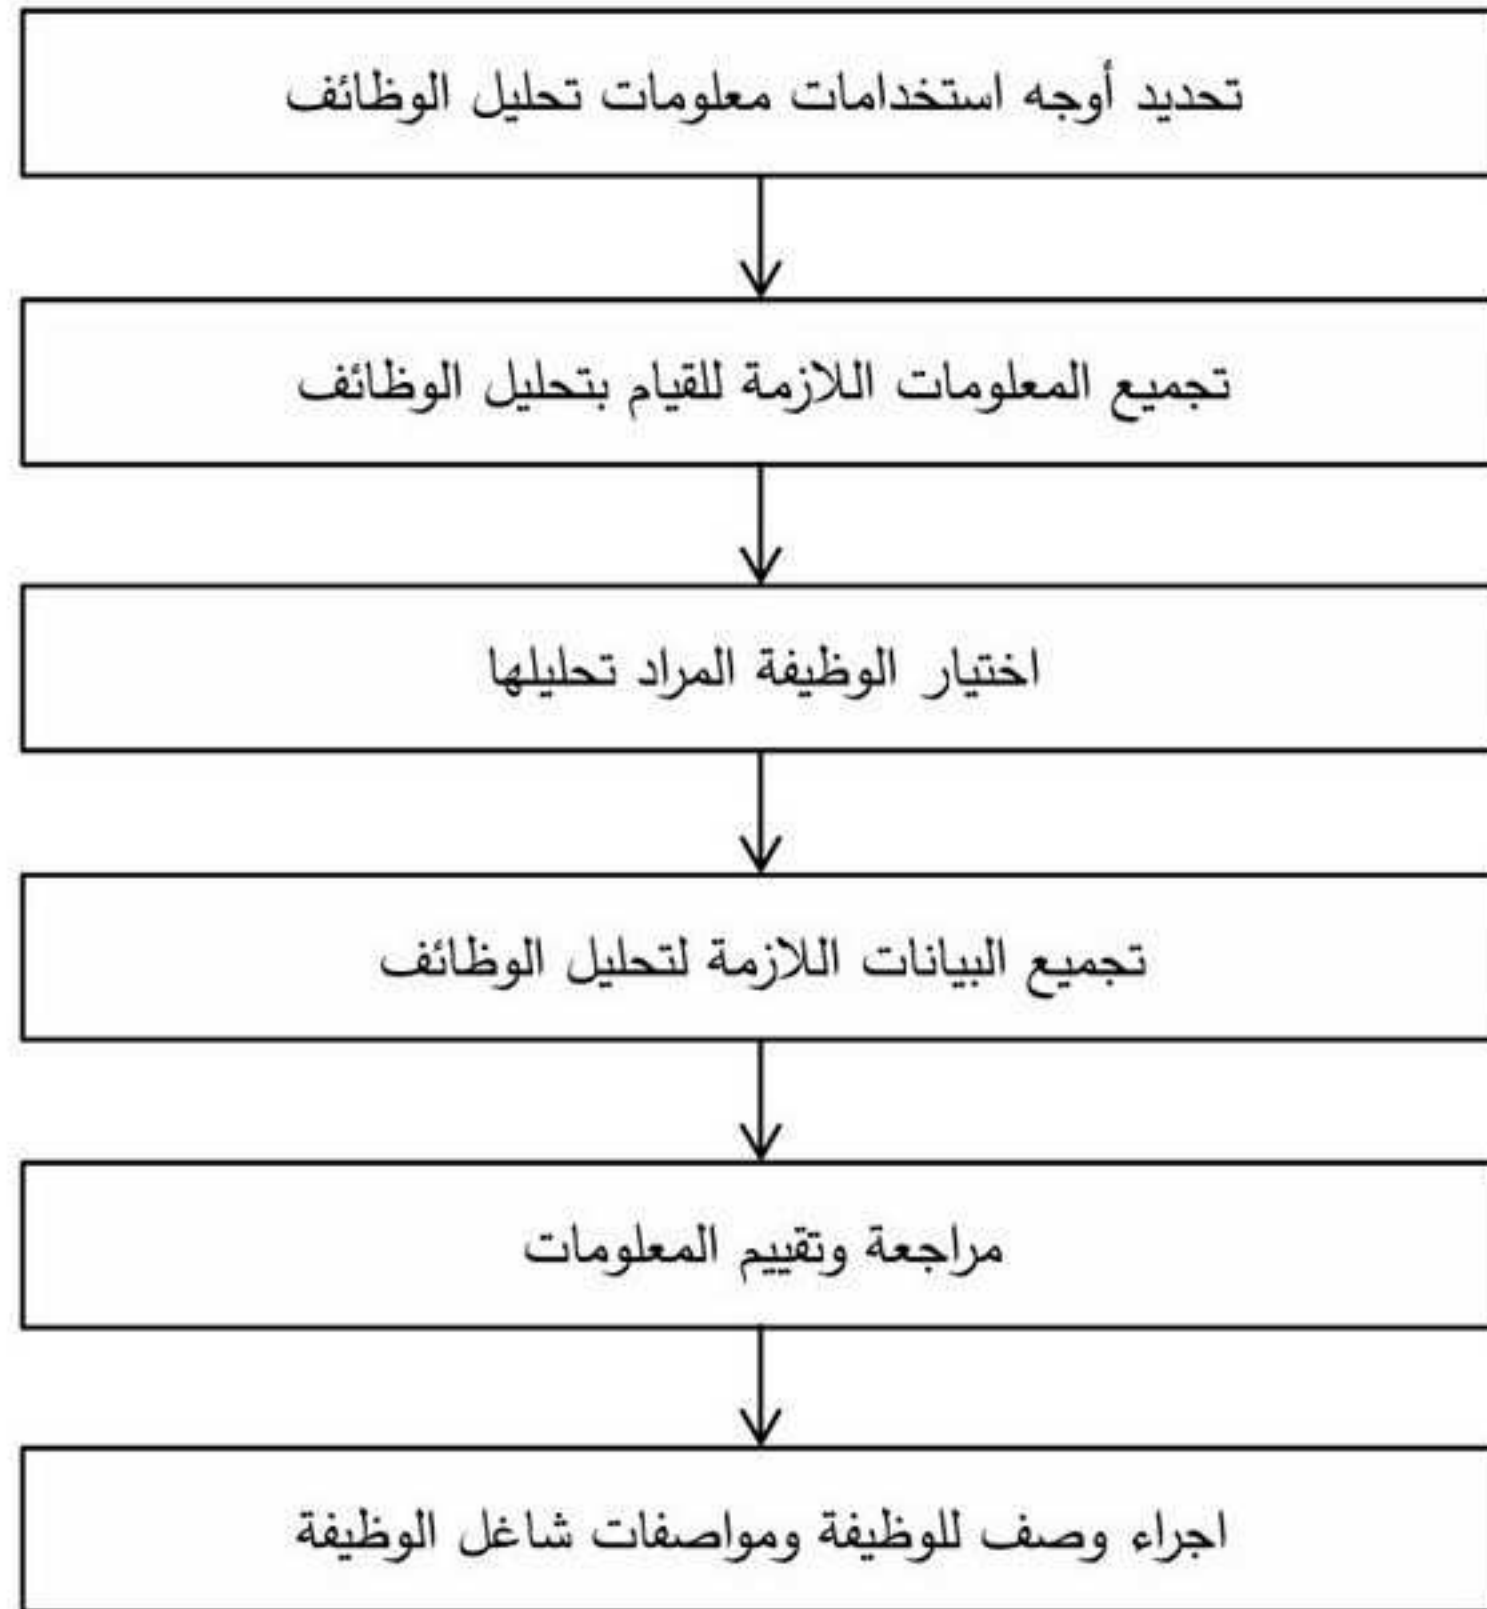 تحديد أوجه استخدامات معلومات تحليل الوظائف
تجميع المعلومات اللازمة للقيام بتحليل الوظائف
اختيار الوظيفة المراد تحليلها
تجميع البيانات اللازمة لتحليل الوظائف
مراجعة وتقييم المعلومات
اجراء وصف للوظيفة ومواصفات شاغل الوظيفة